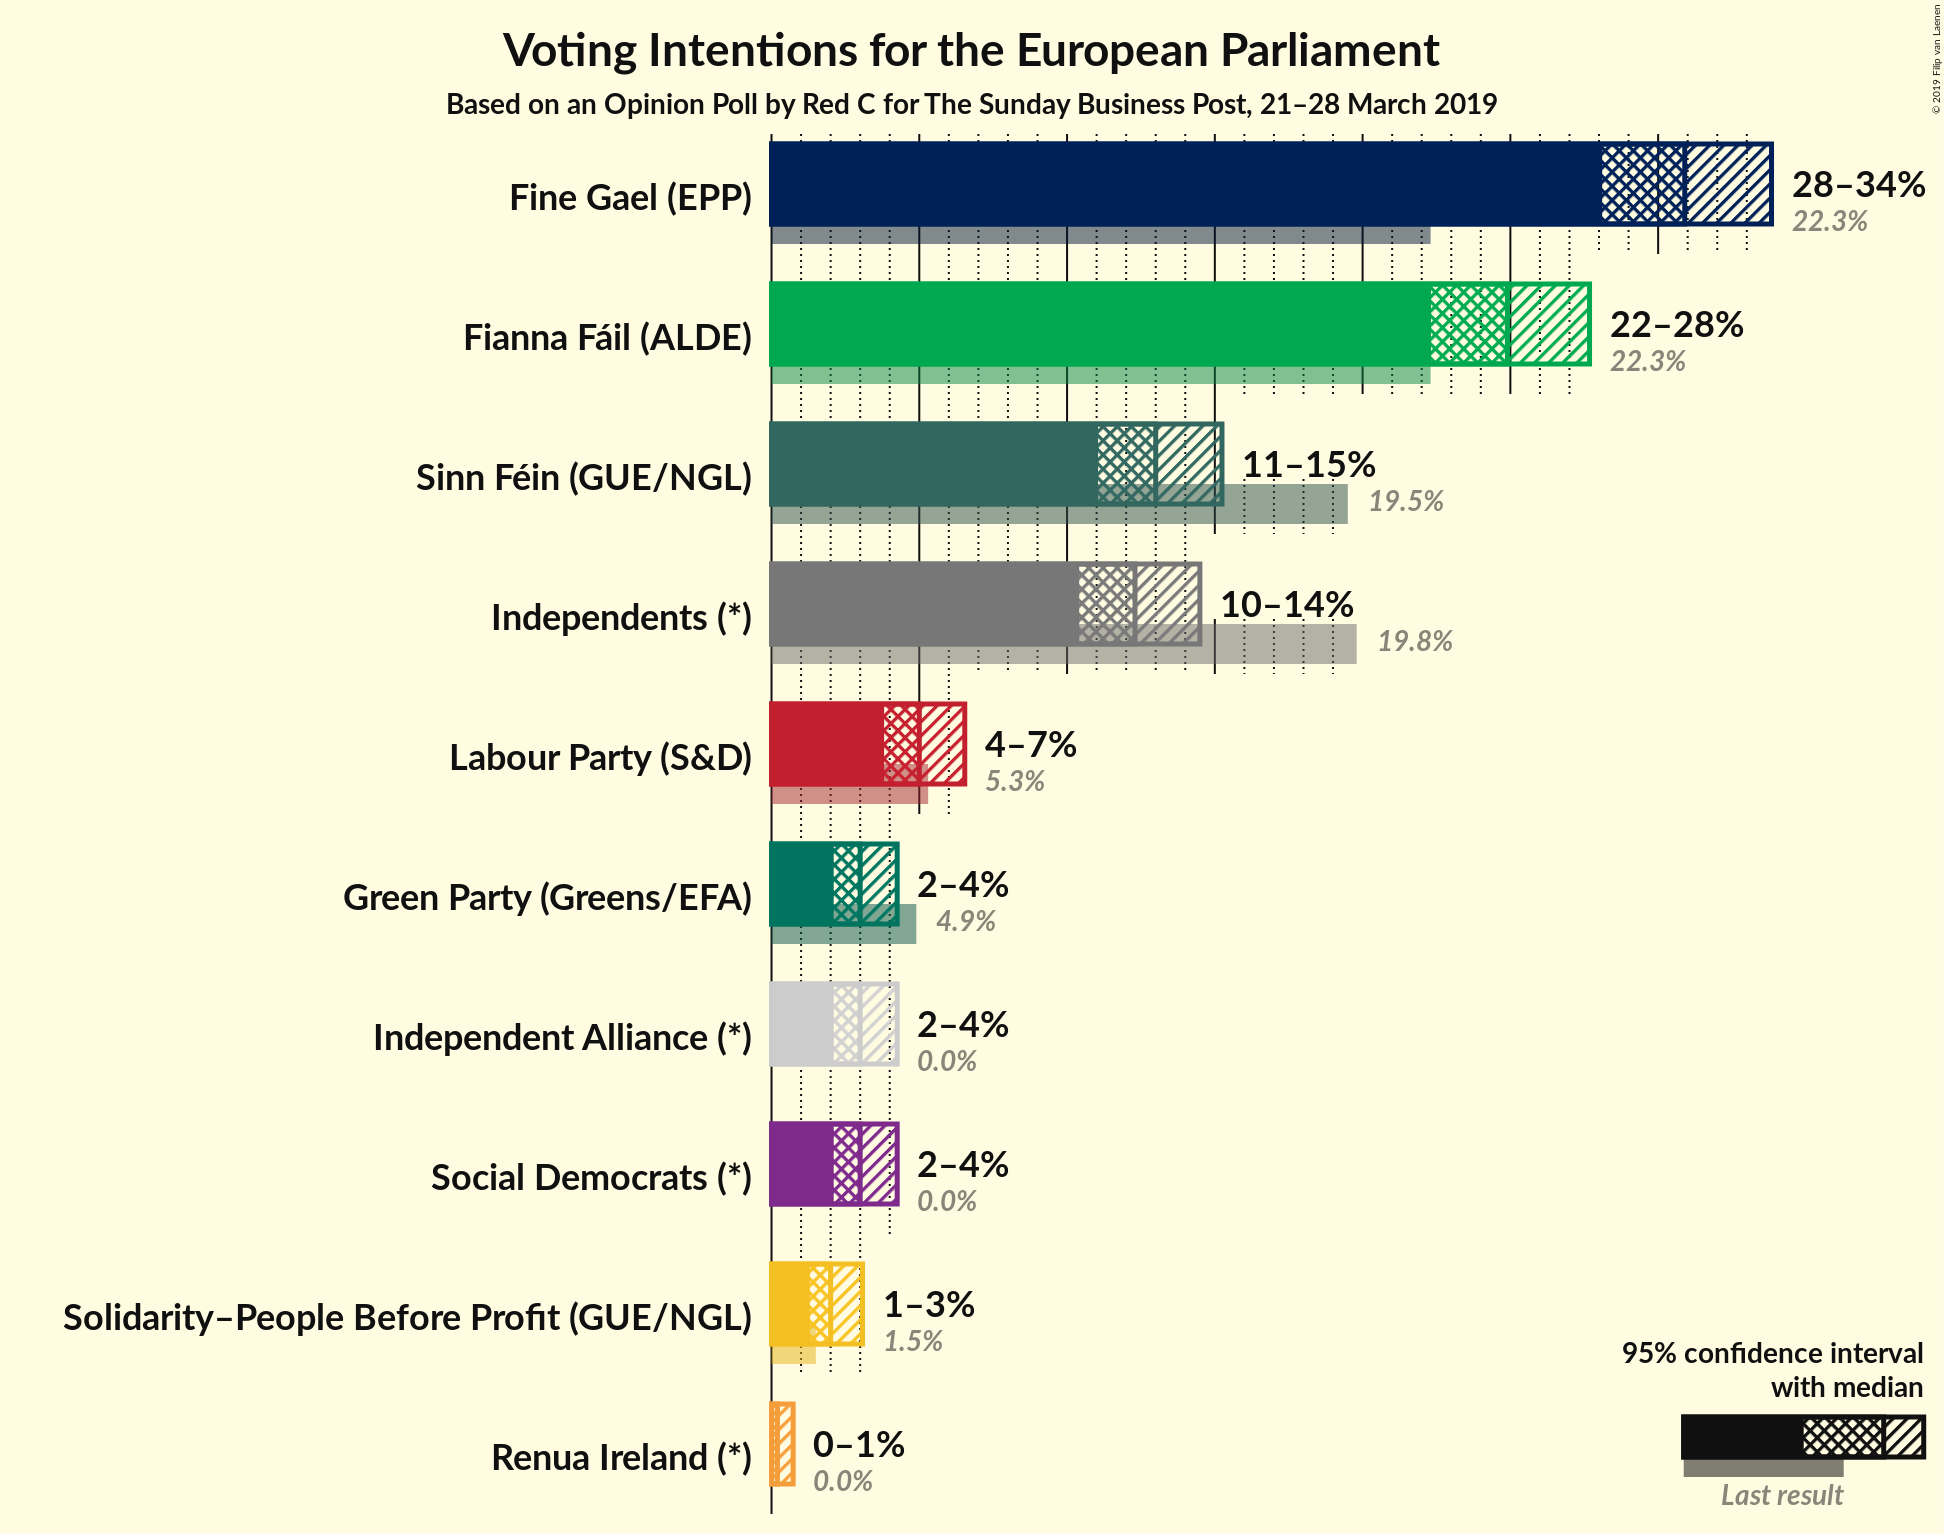 Voting Intentions for the European Parliament
Based on an Opinion Poll by Red C for The Sunday Business Post, 21–28 March 2019
© 2019 Filip van Laenen
Fine Gael (EPP)
28–34%
22.3%
Fianna Fáil (ALDE)
22–28%
22.3%
Sinn Féin (GUE/NGL)
11–15%
19.5%
Independents (*)
10–14%
19.8%
Labour Party (S&D)
4–7%
5.3%
Green Party (Greens/EFA)
2–4%
4.9%
Independent Alliance (*)
2–4%
0.0%
Social Democrats (*)
2–4%
0.0%
Solidarity–People Before Profit (GUE/NGL)
1–3%
1.5%
Renua Ireland (*)
0–1%
0.0%
95% confidence interval
with median
Last result